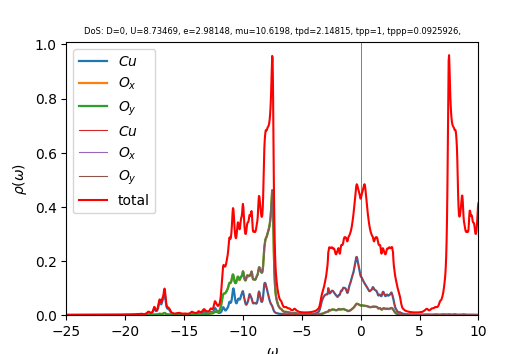 DoS: D=0, U=8.73469, e=2.98148, mu=10.6198, tpd=2.14815, tpp=1, tppp=0.0925926,
1.0
0.8
0.6
0.4
0.2
0.0
ρ(ω)
Cu
Ox
Oy
Cu
Ox
Oy
total
−25 −20 −15 −10 −5 0 5 10
ω